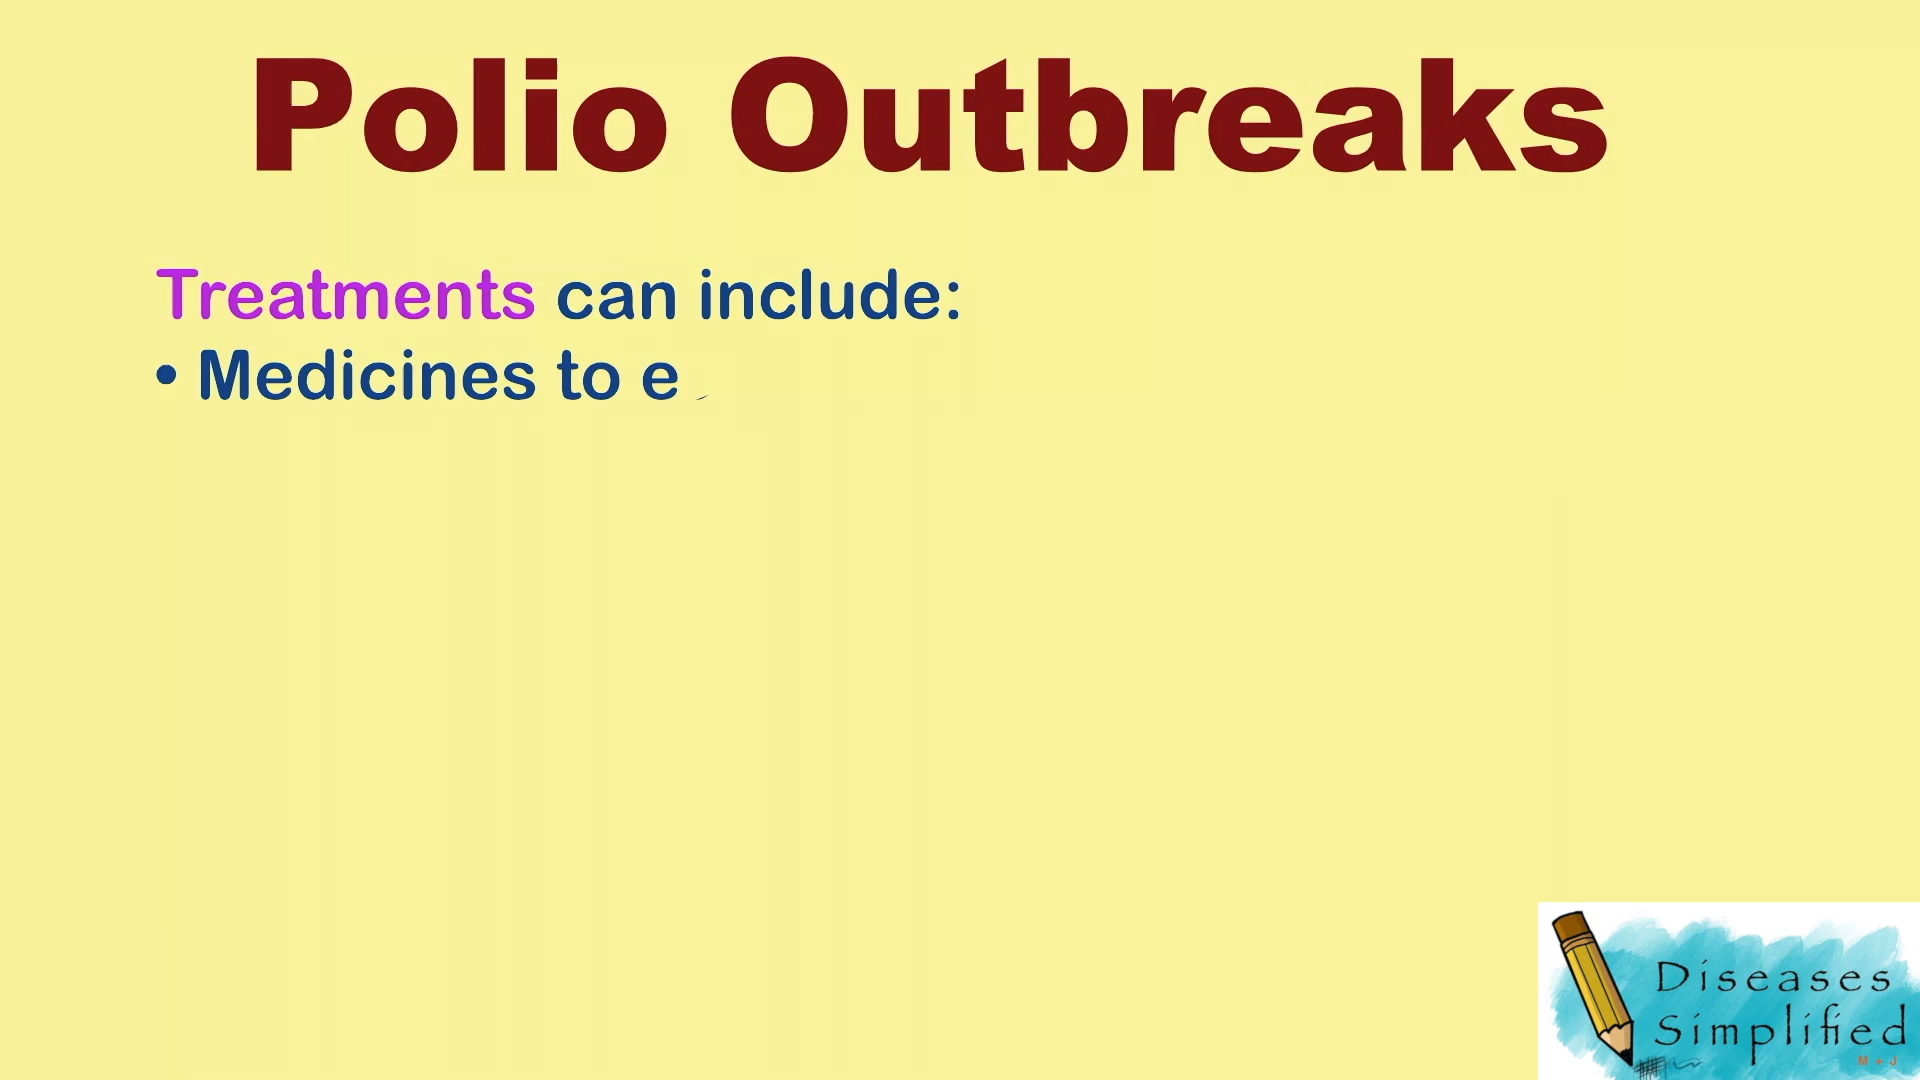 Polio Outbreaks
Treatments can include:
• Medicines to e
Diseases
Simplified
M + J